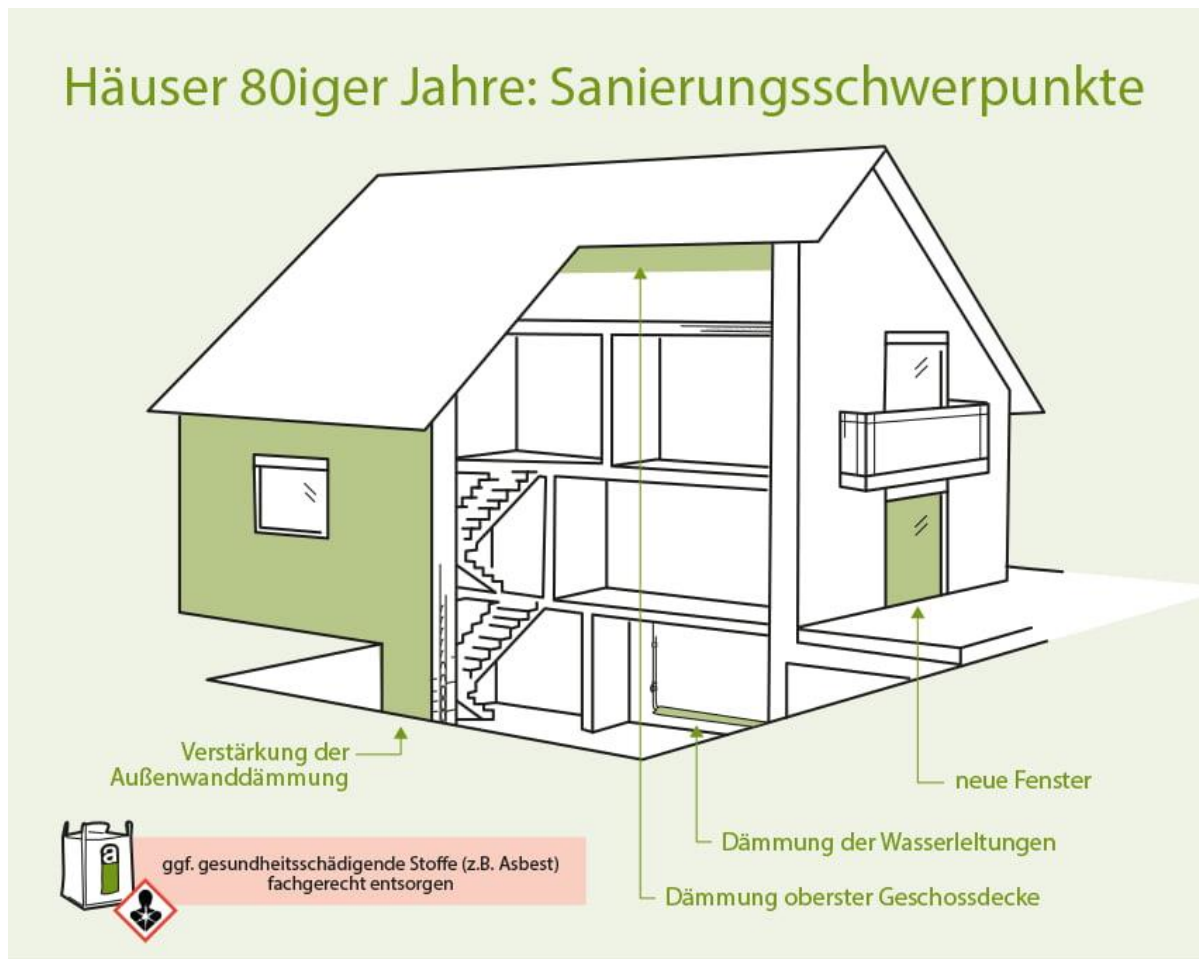 Häuser 80iger Jahre: Sanierungsschwerpunkte
Verstärkung der
Außenwanddämmung
neue Fenster
Dämmung der Wasserleltungen
Dämmung oberster Geschossdecke
a
ggf. gesundheitsschädigende Stoffe (z.B. Asbest)
fachgerecht entsorgen